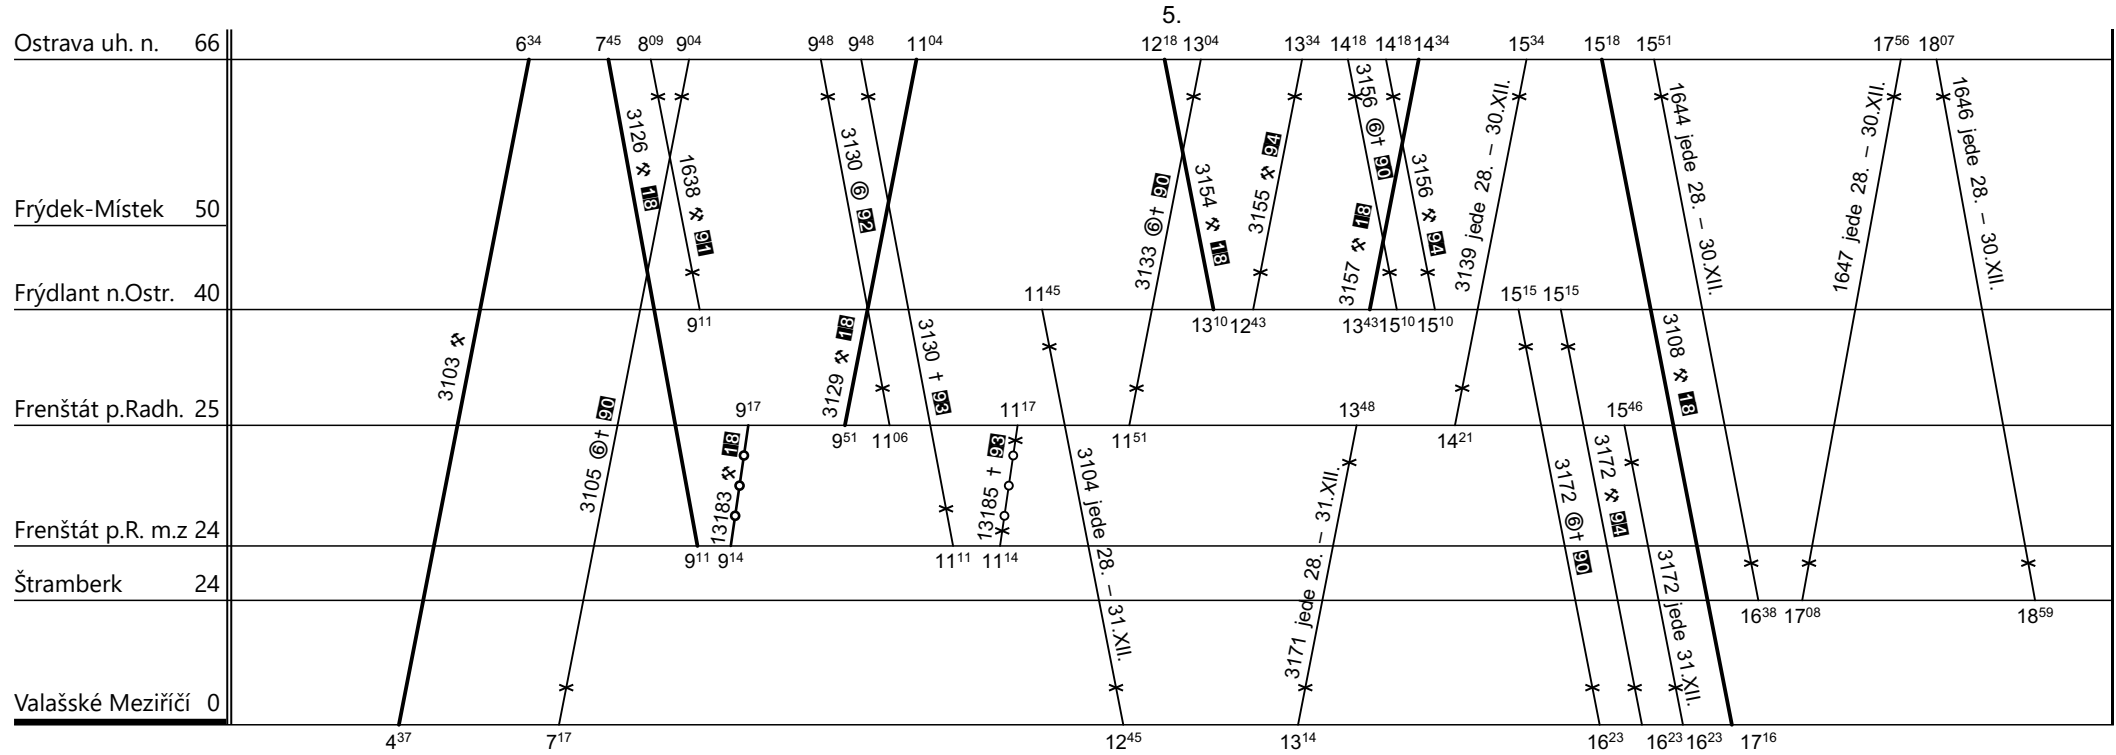 5.
Ostrava uh. n. 66 6³⁴ 7⁴⁵ 8⁰⁹ 9⁰⁴ 9⁴⁸ 9⁴⁸ 11⁰⁴ 12¹⁸ 13⁰⁴ 13³⁴ 14¹⁸ 14¹⁸ 14³⁴ 15³⁴ 15¹⁸ 15⁵¹ 17⁵⁶ 18⁰⁷
3126 ⚒ 18
1638 ⚒ 91
3130 ⑥ 92
3133 ⑥† 90
3154 ⚒ 18
3155 ⚒ 94
3156 ⑥† 90
3157 ⚒ 18
3156 ⚒ 94
3139 jede 28. – 30.XII.
1644 jede 28. – 30.XII.
1647 jede 28. – 30.XII.
1646 jede 28. – 30.XII.
Frýdek-Místek 50
Frýdlant n.Ostr. 40 11⁴⁵ 15¹⁵ 15¹⁵
9¹¹ 13¹⁰ 12⁴³ 13⁴³ 15¹⁰ 15¹⁰
3103 ⚒
3129 ⚒ 18
3130 † 93
3108 ⚒ 18
Frenštát p.Radh. 25 9¹⁷ 11¹⁷ 13⁴⁸ 15⁴⁶
9⁵¹ 11⁰⁶ 11⁵¹ 14²¹
3105 ⑥† 90
13183 ⚒ 18
13185 † 93
3104 jede 28. – 31.XII.
3171 jede 28. – 31.XII.
3172 ⑥† 90
3172 ⚒ 94
3172 jede 31.XII.
Frenštát p.R. m.z 24
9¹¹ 9¹⁴ 11¹¹ 11¹⁴
Štramberk 24
16³⁸ 17⁰⁸ 18⁵⁹
Valašské Meziříčí 0
4³⁷ 7¹⁷ 12⁴⁵ 13¹⁴ 16²³ 16²³ 16²³ 17¹⁶